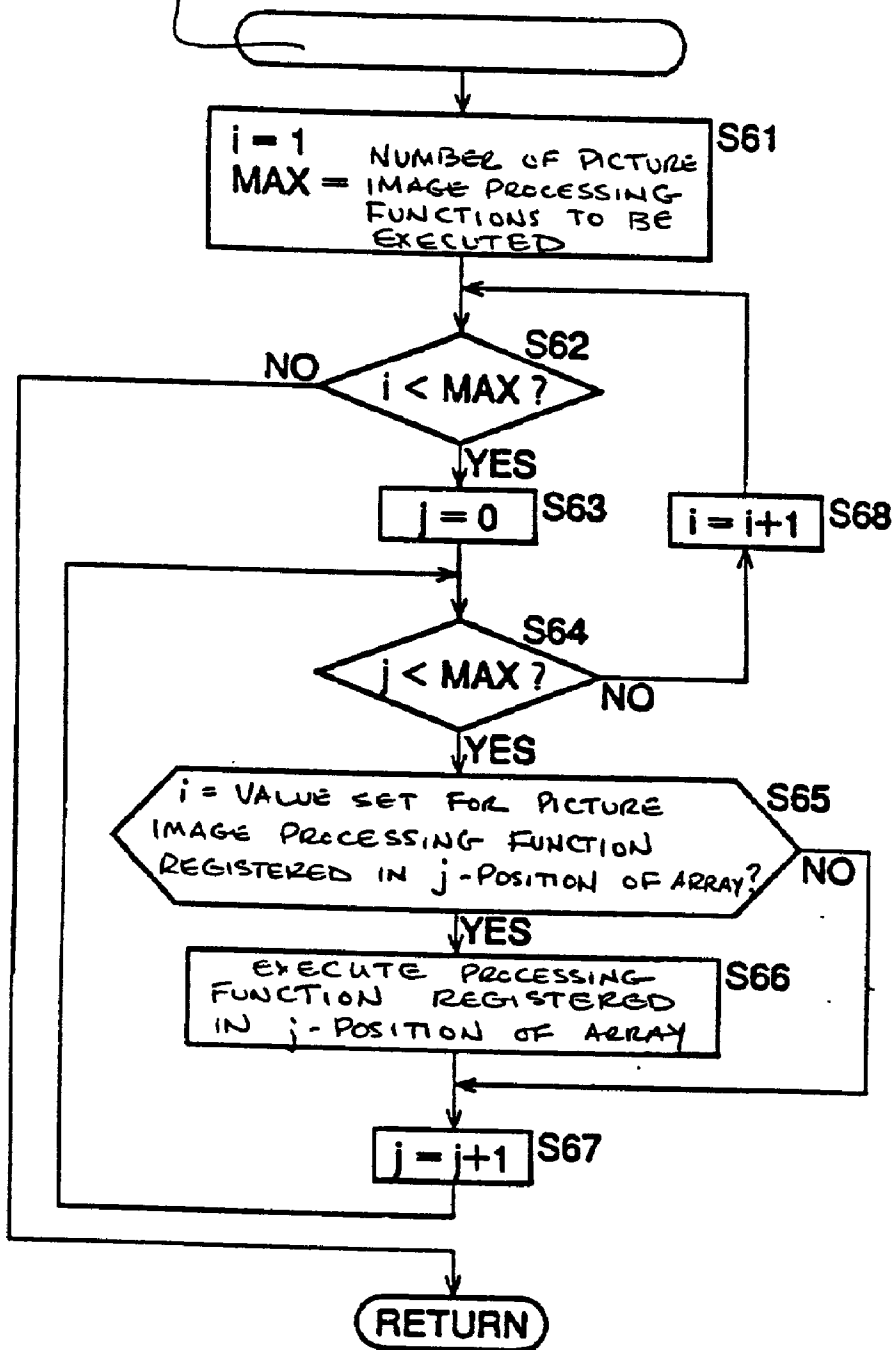 i = 1
MAX = NUMBER OF PICTURE
IMAGE PROCESSING
FUNCTIONS TO BE
EXECUTED
S61
i < MAX ?
S62
NO
YES
j = 0
S63
i = i+1
S68
j < MAX ?
S64
NO
YES
i = VALUE SET FOR PICTURE
IMAGE PROCESSING FUNCTION
REGISTERED IN j-POSITION OF ARRAY?
S65
NO
YES
EXECUTE PROCESSING
FUNCTION REGISTERED
IN j-POSITION OF ARRAY
S66
j = j+1
S67
RETURN